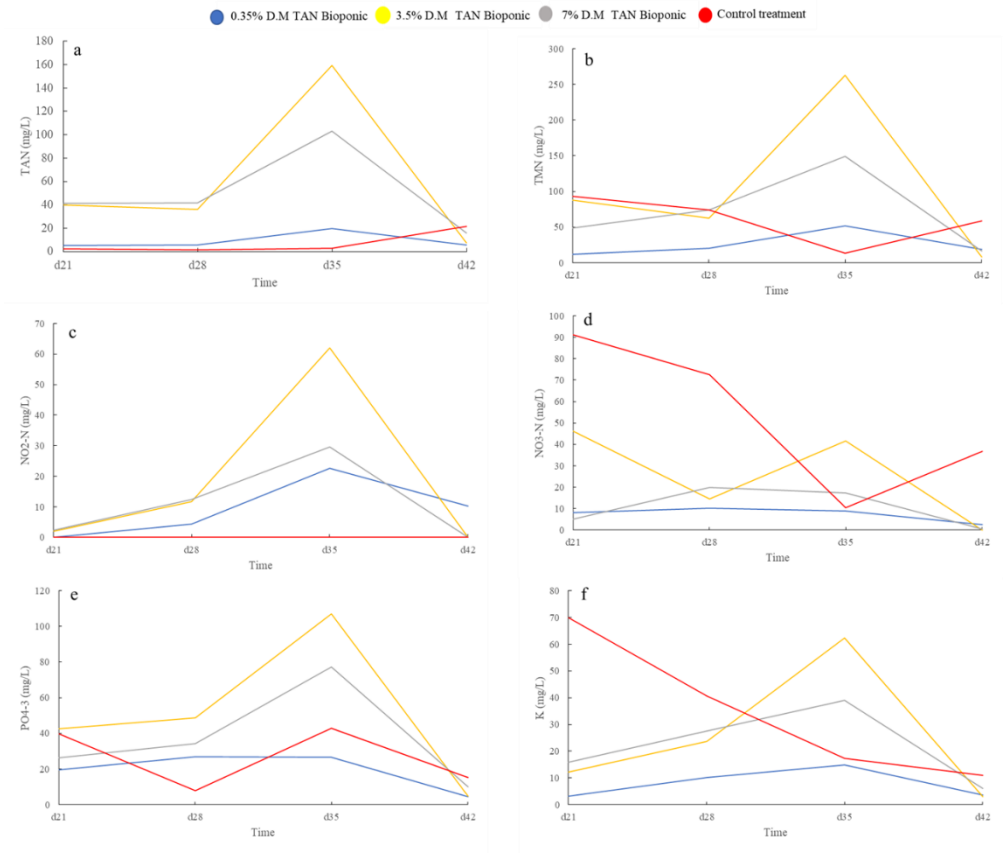 0.35% D.M TAN Bioponic 3.5% D.M TAN Bioponic 7% D.M TAN Bioponic Control treatment
a
180
160
140
120
100
80
60
40
20
0
TAN (mg/L)
d21 d28 d35 d42
Time
b
300
250
200
150
100
50
0
TMN (mg/L)
d21 d28 d35 d42
Time
c
70
60
50
40
30
20
10
0
NO2-N (mg/L)
d21 d28 d35 d42
Time
d
100
90
80
70
60
50
40
30
20
10
0
NO3-N (mg/L)
d21 d28 d35 d42
Time
e
120
100
80
60
40
20
0
PO4-3 (mg/L)
d21 d28 d35 d42
Time
f
80
70
60
50
40
30
20
10
0
K (mg/L)
d21 d28 d35 d42
Time